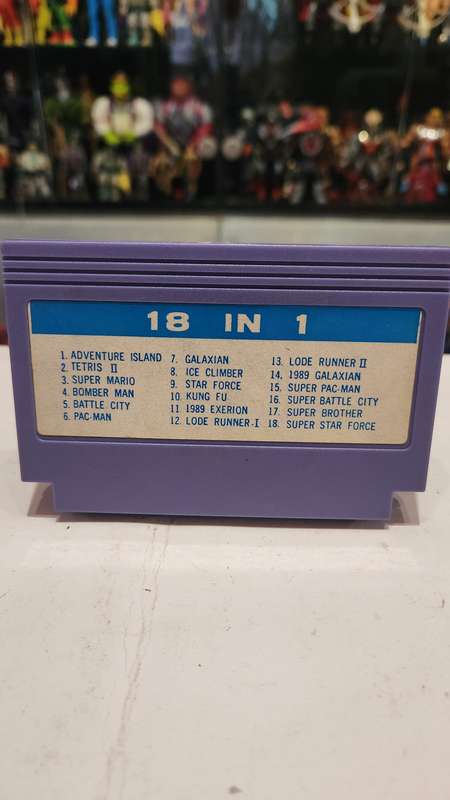 18 IN 1
1. ADVENTURE ISLAND
2. TETRIS II
3. SUPER MARIO
4. BOMBER MAN
5. BATTLE CITY
6. PAC-MAN
7. GALAXIAN
8. ICE CLIMBER
9. STAR FORCE
10. KUNG FU
11 1989 EXERION
12. LODE RUNNER-I
13. LODE RUNNER II
14. 1989 GALAXIAN
15. SUPER PAC-MAN
16. SUPER BATTLE CITY
17. SUPER BROTHER
18. SUPER STAR FORCE